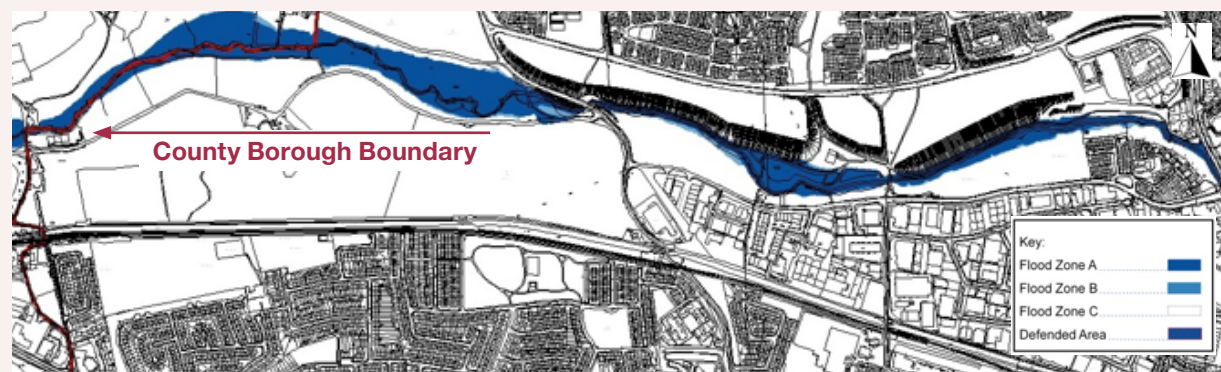 N
County Borough Boundary
Key:
Flood Zone A
Flood Zone B
Flood Zone C
Defended Area